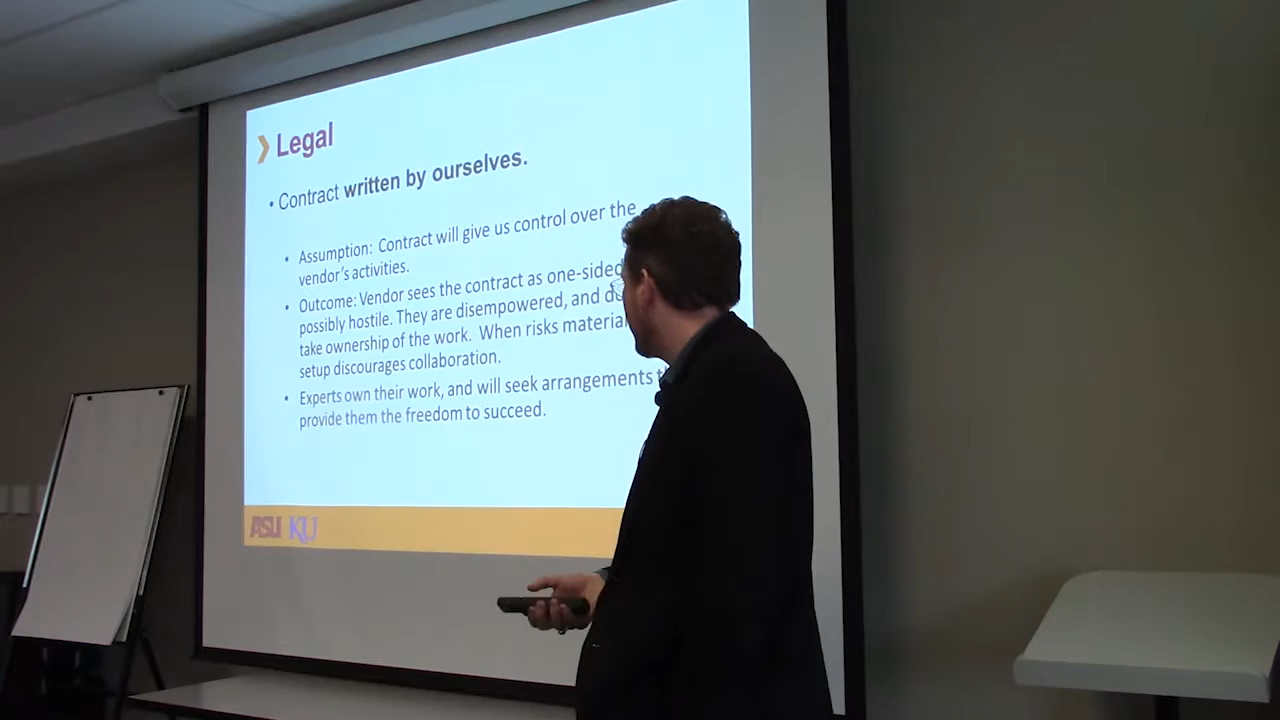 Legal
• Contract written by ourselves.
• Assumption: Contract will give us control over the
vendor's activities.
• Outcome: Vendor sees the contract as one-sided
possibly hostile. They are disempowered, and
take ownership of the work. When risks
setup discourages collaboration.
• Experts own their work, and will seek arrangements
provide them the freedom to succeed.
ASU KU